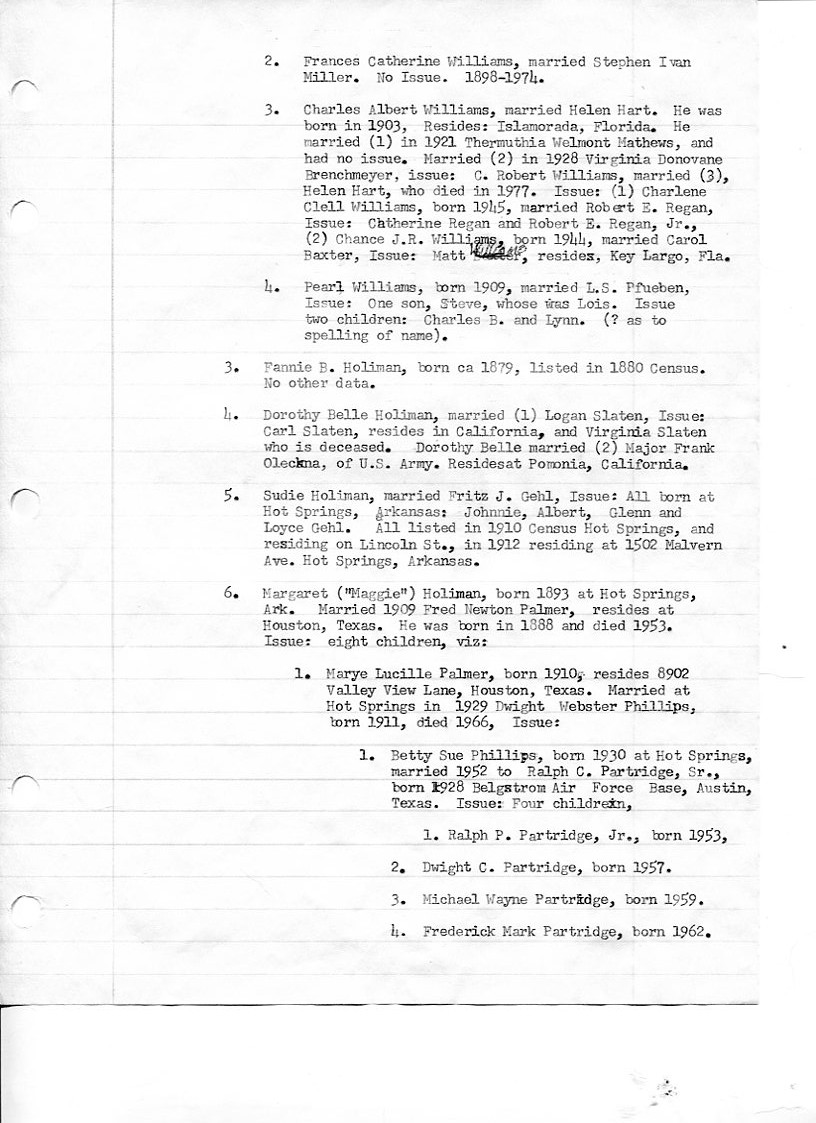 2. Frances Catherine Williams, married Stephen Ivan
Miller. No Issue. 1898-1974.
3. Charles Albert Williams, married Helen Hart. He was
born in 1903, Resides: Islamorada, Florida. He
married (1) in 1921 Thermuthia Welmont Mathews, and
had no issue. Married (2) in 1928 Virginia Donovane
Brenchmeyer, issue: C. Robert Williams, married (3),
Helen Hart, who died in 1977. Issue: (1) Charlene
Clell Williams, born 1945, married Robert E. Regan,
Issue: Catherine Regan and Robert E. Regan, Jr.,
(2) Chance J.R. Williams, born 1944, married Carol
Baxter, Issue: Matt Williams, resides, Key Largo, Fla.
4. Pearl Williams, born 1909, married L.S. Pfueben,
Issue: One son, Steve, whose was Lois. Issue
two children: Charles B. and Lynn. (? as to
spelling of name).
3. Fannie B. Holiman, born ca 1879, listed in 1880 Census.
No other data.
4. Dorothy Belle Holiman, married (1) Logan Slaten, Issue:
Carl Slaten, resides in California, and Virginia Slaten
who is deceased. Dorothy Belle married (2) Major Frank
Oleckna, of U.S. Army. Residesat Pomonia, California.
5. Sudie Holiman, married Fritz J. Gehl, Issue: All born at
Hot Springs, Arkansas: Johnnie, Albert, Glenn and
Loyce Gehl. All listed in 1910 Census Hot Springs, and
residing on Lincoln St., in 1912 residing at 1502 Malvern
Ave. Hot Springs, Arkansas.
6. Margaret ("Maggie") Holiman, born 1893 at Hot Springs,
Ark. Married 1909 Fred Newton Palmer, resides at
Houston, Texas. He was born in 1888 and died 1953.
Issue: eight children, viz:
1. Marye Lucille Palmer, born 1910, resides 8902
Valley View Lane, Houston, Texas. Married at
Hot Springs in 1929 Dwight Webster Phillips,
born 1911, died 1966, Issue:
1. Betty Sue Phillips, born 1930 at Hot Springs,
married 1952 to Ralph C. Partridge, Sr.,
born 1928 Belgstrom Air Force Base, Austin,
Texas. Issue: Four children,
1. Ralph P. Partridge, Jr., born 1953,
2. Dwight C. Partridge, born 1957.
3. Michael Wayne Partridge, born 1959.
4. Frederick Mark Partridge, born 1962.